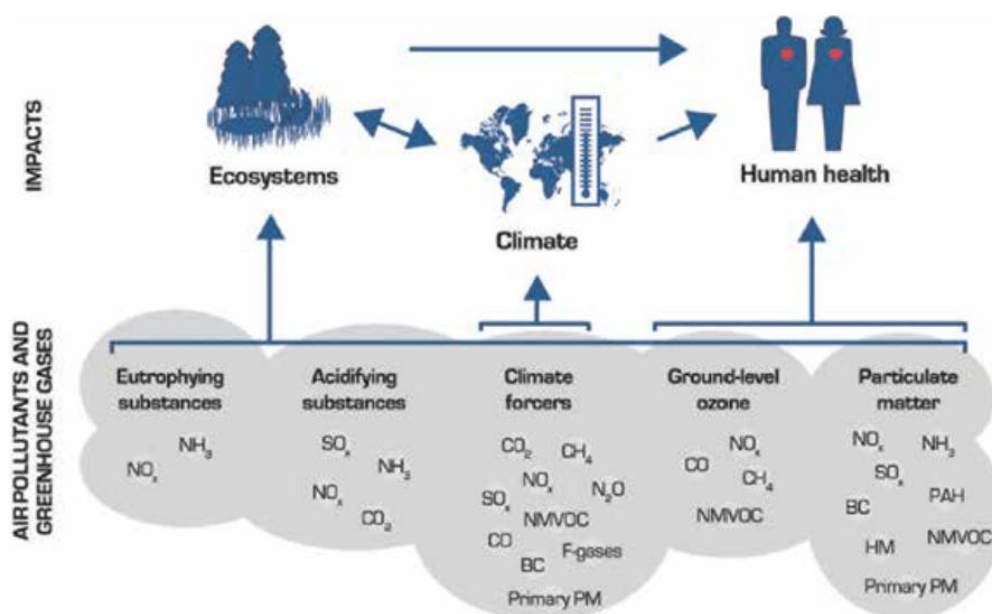 IMPACTS
Ecosystems
Climate
Human health
AIR POLLUTANTS AND
GREENHOUSE GASES
Eutrophying
substances
NH₃
NOₓ
Acidifying
substances
SOₓ
NH₃
NOₓ
CO₂
Climate
forcers
CO₂
CH₄
NOₓ
N₂O
SOₓ
NMVOC
CO
F-gases
BC
Primary PM
Ground-level
ozone
NOₓ
CO
CH₄
NMVOC
Particulate
matter
NOₓ
NH₃
SOₓ
PAH
BC
NMVOC
HM
Primary PM